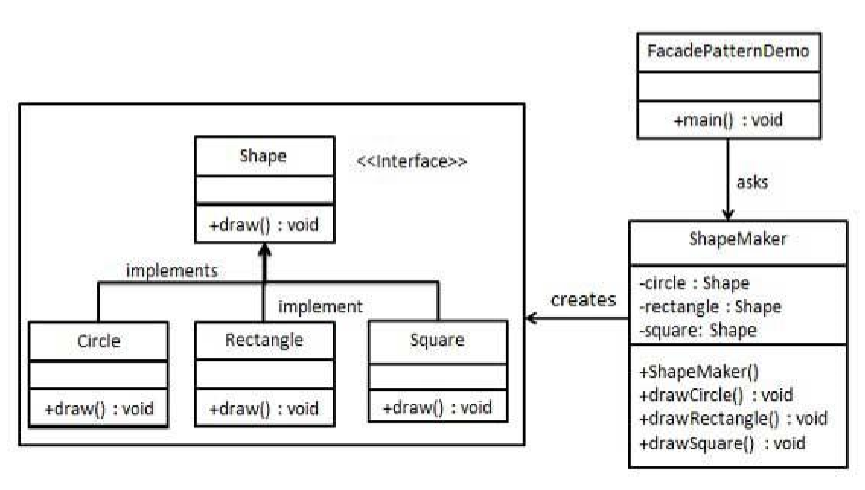 FacadePatternDemo
+main() : void
asks
Shape
<<Interface>>
+draw() : void
implements
implement
Circle
+draw() : void
Rectangle
+draw() : void
Square
+draw() : void
creates
ShapeMaker
-circle : Shape
-rectangle : Shape
-square: Shape
+ShapeMaker()
+drawCircle() : void
+drawRectangle() : void
+drawSquare() : void